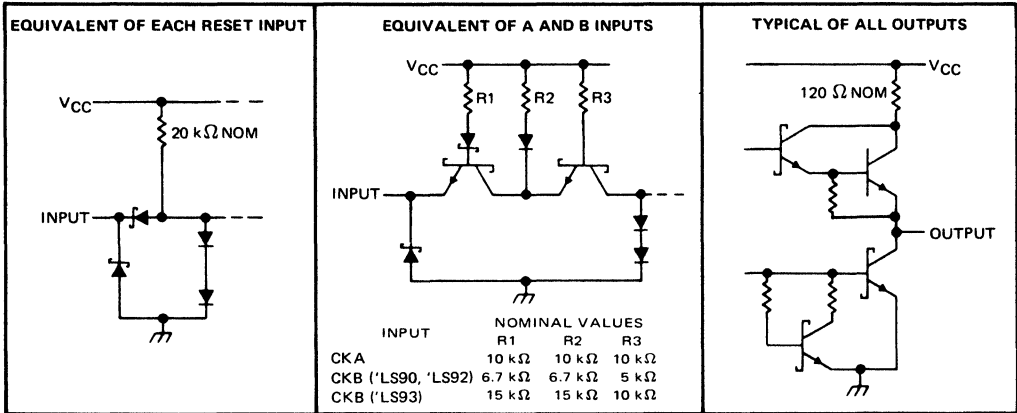 EQUIVALENT OF EACH RESET INPUT
VCC
20 kΩ NOM
INPUT
EQUIVALENT OF A AND B INPUTS
VCC
R1
R2
R3
INPUT
INPUT
NOMINAL VALUES
R1 R2 R3
CKA 10 kΩ 10 kΩ 10 kΩ
CKB ('LS90, 'LS92) 6.7 kΩ 6.7 kΩ 5 kΩ
CKB ('LS93) 15 kΩ 15 kΩ 10 kΩ
TYPICAL OF ALL OUTPUTS
VCC
120 Ω NOM
OUTPUT